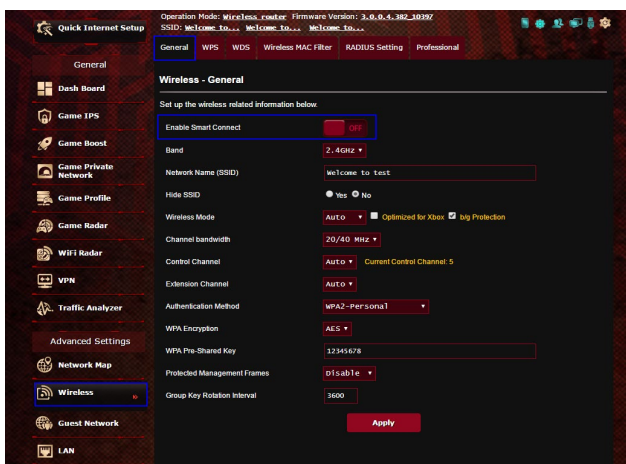 Quick Internet Setup
Operation Mode: Wireless router Firmware Version: 3.0.0.4.382_10397
SSID: Welcome to... Welcome to... Welcome to...
General WPS WDS Wireless MAC Filter RADIUS Setting Professional
General
Dash Board
Game IPS
Game Boost
Game Private
Network
Game Profile
Game Radar
WiFi Radar
VPN
Traffic Analyzer
Advanced Settings
Network Map
Wireless
Guest Network
LAN
Wireless - General
Set up the wireless related information below.
Enable Smart Connect OFF
Band 2.4GHz
Network Name (SSID) Welcome to test
Hide SSID Yes No
Wireless Mode Auto Optimized for Xbox b/g Protection
Channel bandwidth 20/40 MHz
Control Channel Auto Current Control Channel: 5
Extension Channel Auto
Authentication Method WPA2-Personal
WPA Encryption AES
WPA Pre-Shared Key 12345678
Protected Management Frames Disable
Group Key Rotation Interval 3600
Apply